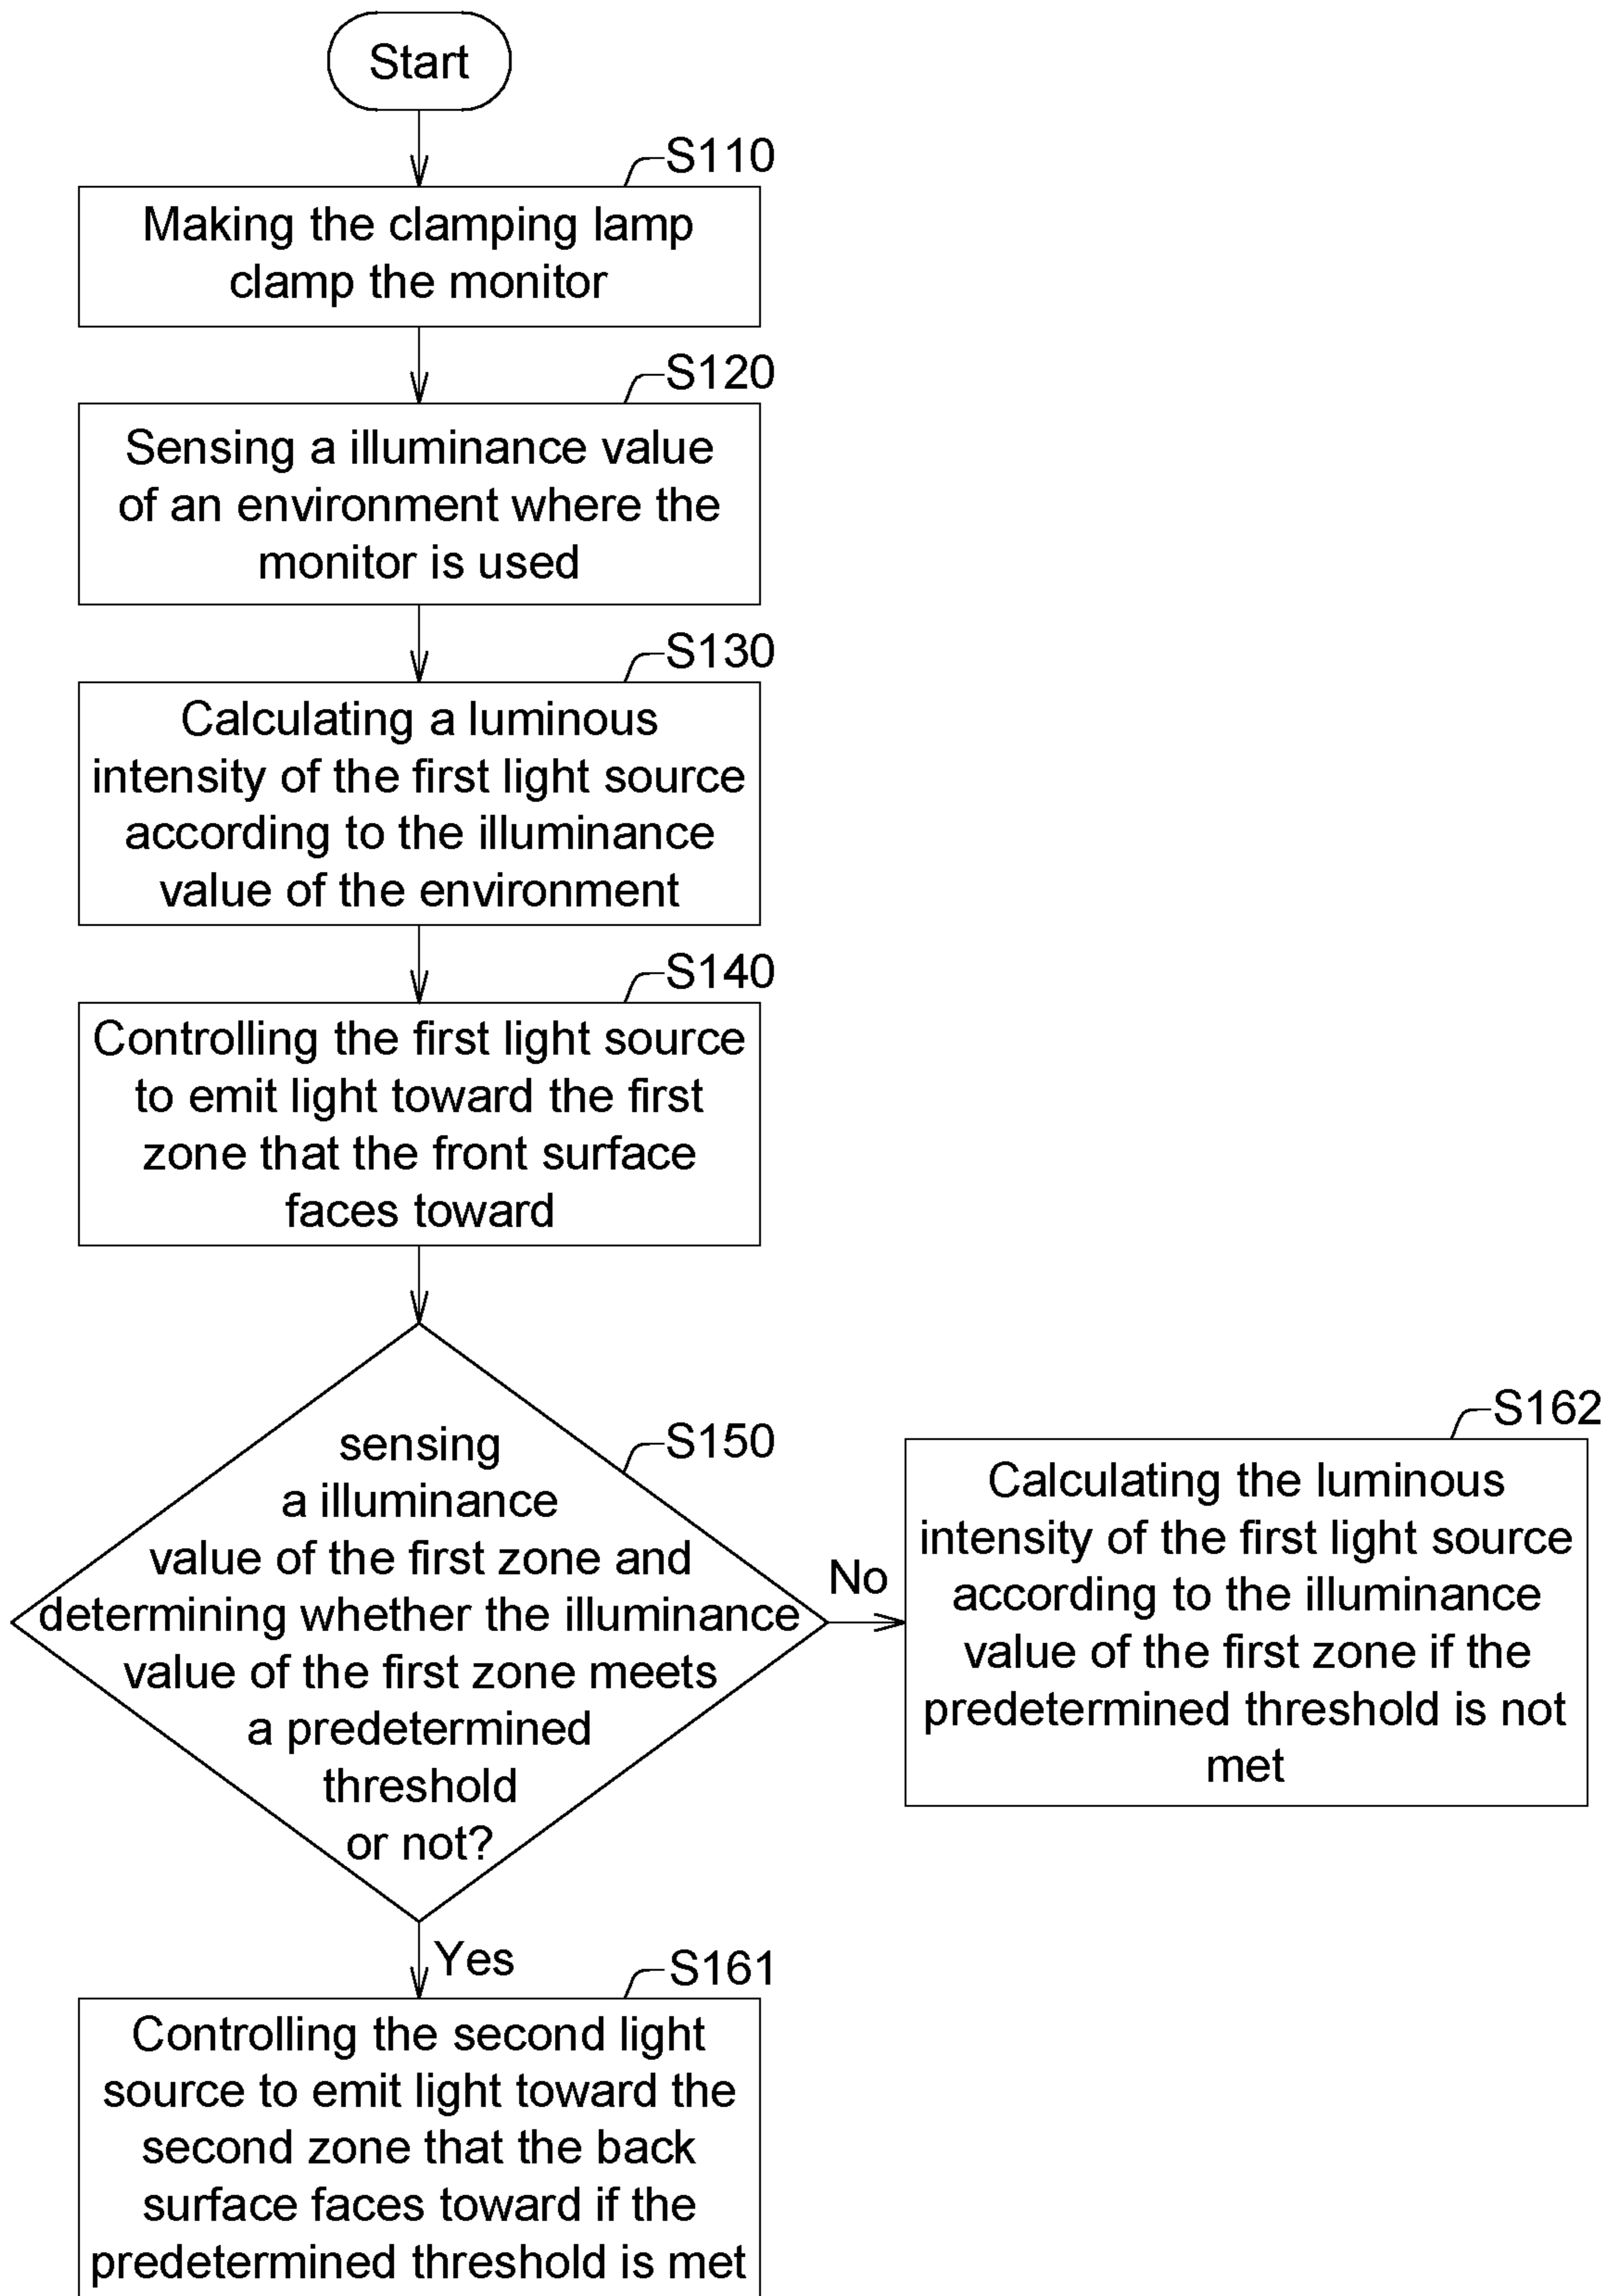 Start
S110
Making the clamping lamp
clamp the monitor
S120
Sensing a illuminance value
of an environment where the
monitor is used
S130
Calculating a luminous
intensity of the first light source
according to the illuminance
value of the environment
S140
Controlling the first light source
to emit light toward the first
zone that the front surface
faces toward
S150
sensing
a illuminance
value of the first zone and
determining whether the illuminance
value of the first zone meets
a predetermined
threshold
or not?
No
S162
Calculating the luminous
intensity of the first light source
according to the illuminance
value of the first zone if the
predetermined threshold is not
met
Yes
S161
Controlling the second light
source to emit light toward the
second zone that the back
surface faces toward if the
predetermined threshold is met